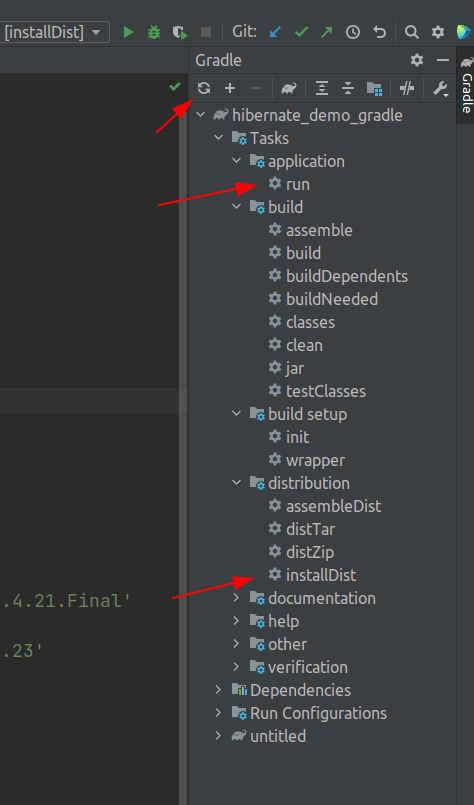 [installDist]
Git:
Gradle
Gradle
hibernate_demo_gradle
Tasks
application
run
build
assemble
build
buildDependents
buildNeeded
classes
clean
jar
testClasses
build setup
init
wrapper
distribution
assembleDist
distTar
distZip
installDist
.4.21.Final'
documentation
help
.23'
other
verification
Dependencies
Run Configurations
untitled